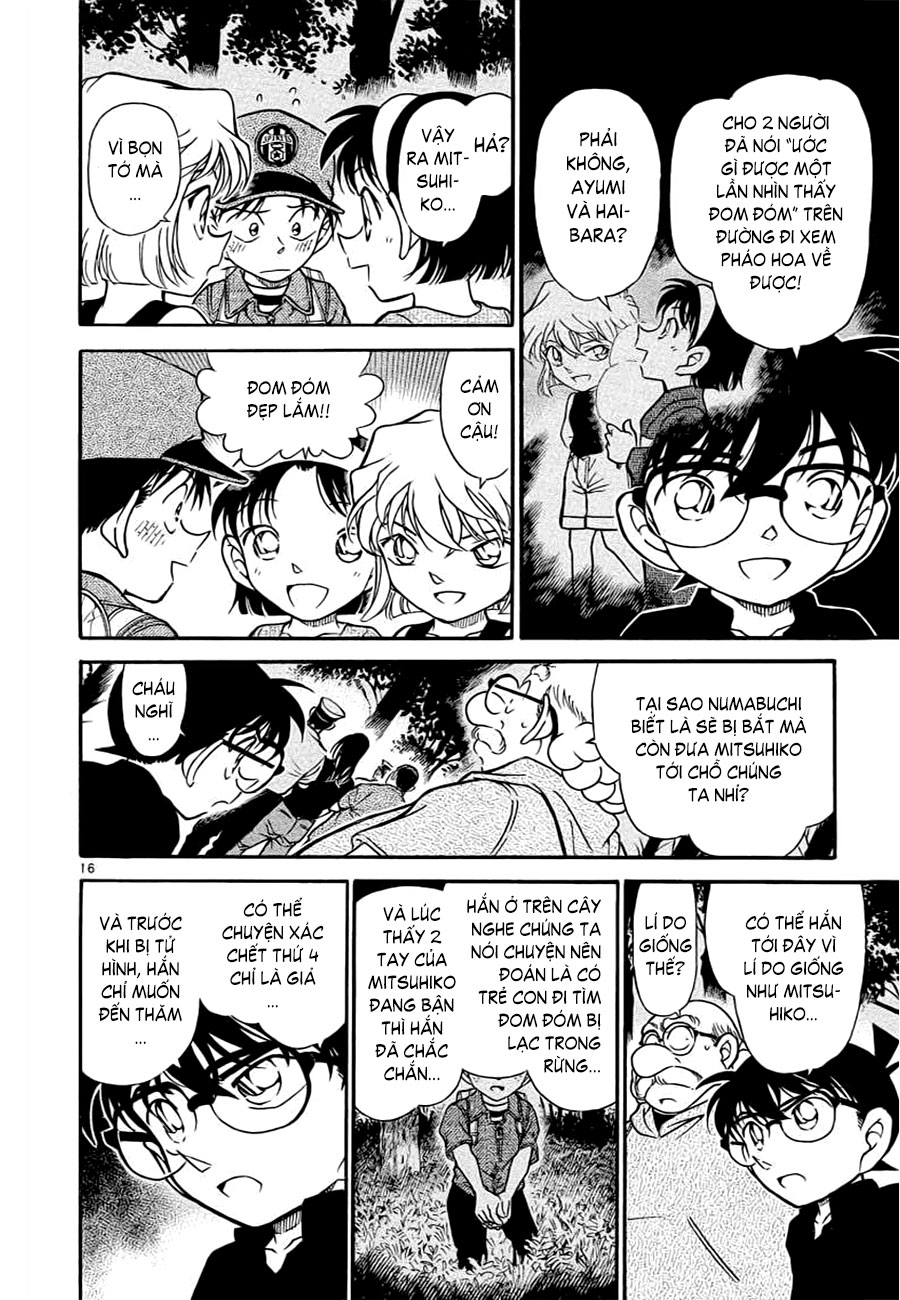 CHO 2 NGƯỜI
ĐÃ NÓI "ƯỚC
GÌ ĐƯỢC MỘT
LẦN NHÌN THẤY
ĐOM ĐÓM" TRÊN
ĐƯỜNG ĐI XEM
PHÁO HOA VỀ
ĐƯỢC!
PHẢI
KHÔNG,
AYUMI
VÀ HAI-
BARA?
HẢ?
VẬY
RA MIT-
SUHI-
KO...
VÌ BỌN
TỚ MÀ
...
CẢM
ƠN
CẬU!
ĐOM ĐÓM
ĐẸP LẮM!!
TẠI SAO NUMABUCHI
BIẾT LÀ SẼ BỊ BẮT MÀ
CÒN ĐƯA MITSUHIKO
TỚI CHỖ CHÚNG
TA NHỈ?
CHÁU
NGHĨ
...
16
CÓ THỂ HẮN
TỚI ĐÂY VÌ
LÍ DO GIỐNG
NHƯ MITSU-
HIKO...
LÍ DO
GIỐNG
THẾ?
HẮN Ở TRÊN CÂY
NGHE CHÚNG TA
NÓI CHUYỆN NÊN
ĐOÁN LÀ CÓ
TRẺ CON ĐI TÌM
ĐOM ĐÓM BỊ
LẠC TRONG
RỪNG...
VÀ LÚC
THẤY 2
TAY CỦA
MITSUHIKO
ĐANG BẬN
THÌ HẮN
ĐÃ CHẮC
CHẮN...
CÓ THỂ
CHUYỆN XÁC
CHẾT THỨ 4
CHỈ LÀ GIẢ
...
VÀ TRƯỚC
KHI BỊ TỬ
HÌNH, HẮN
CHỈ MUỐN
ĐẾN THĂM
...